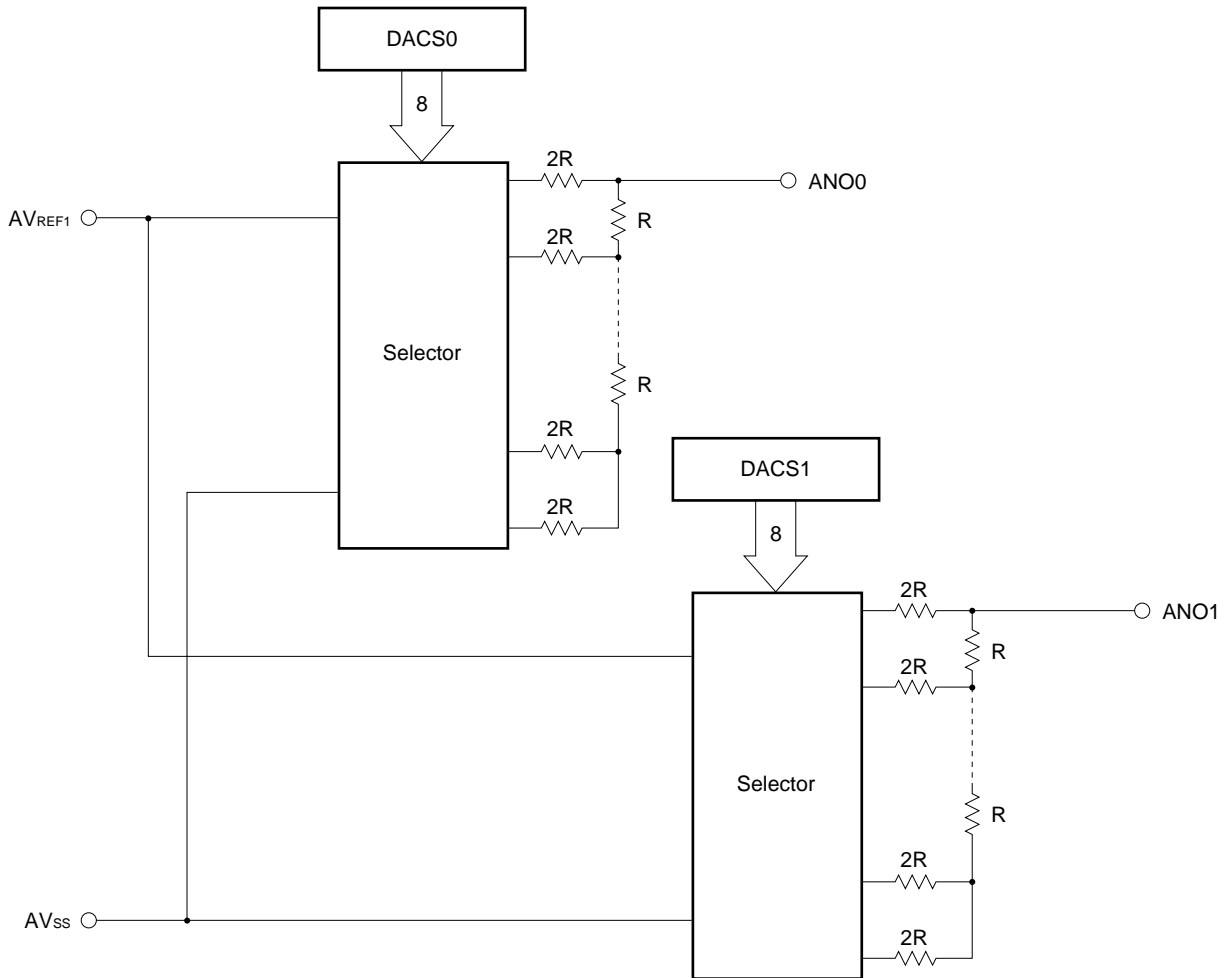 DACS0
8
2R
ANO0
AVREF1
R
2R
Selector
R
2R
DACS1
2R
8
2R
ANO1
R
2R
Selector
R
2R
AVSS
2R